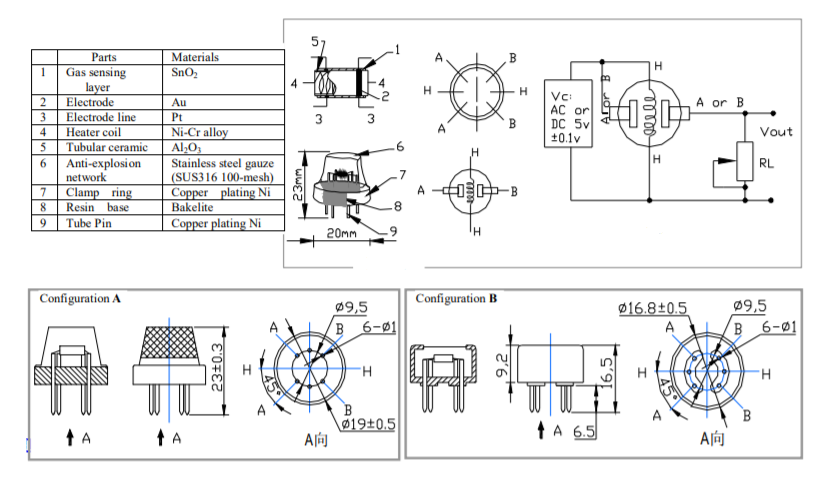 Parts Materials
1 Gas sensing layer SnO₂
2 Electrode Au
3 Electrode line Pt
4 Heater coil Ni-Cr alloy
5 Tubular ceramic Al₂O₃
6 Anti-explosion network Stainless steel gauze (SUS316 100-mesh)
7 Clamp ring Copper plating Ni
8 Resin base Bakelite
9 Tube Pin Copper plating Ni
5
1
4
4
2
3
3
6
7
8
9
23mm
20mm
A
B
H
H
A
B
H
A
B
H
Vc:
AC or
DC 5v
±0.1v
A or B
H
H
A or B
Vout
RL
Configuration A
A
A
23±0.3
Ø9,5
A
B
6-Ø1
H
H
45°
A
B
Ø19±0.5
A向
Configuration B
9,2
16,5
A
6.5
Ø16.8±0.5
Ø9,5
A
B
6-Ø1
H
H
45°
A
B
A向